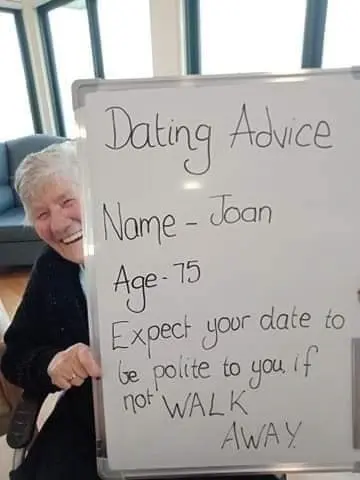 Dating Advice
Name - Joan
Age - 75
Expect your date to
be polite to you, if
not WALK
AWAY.